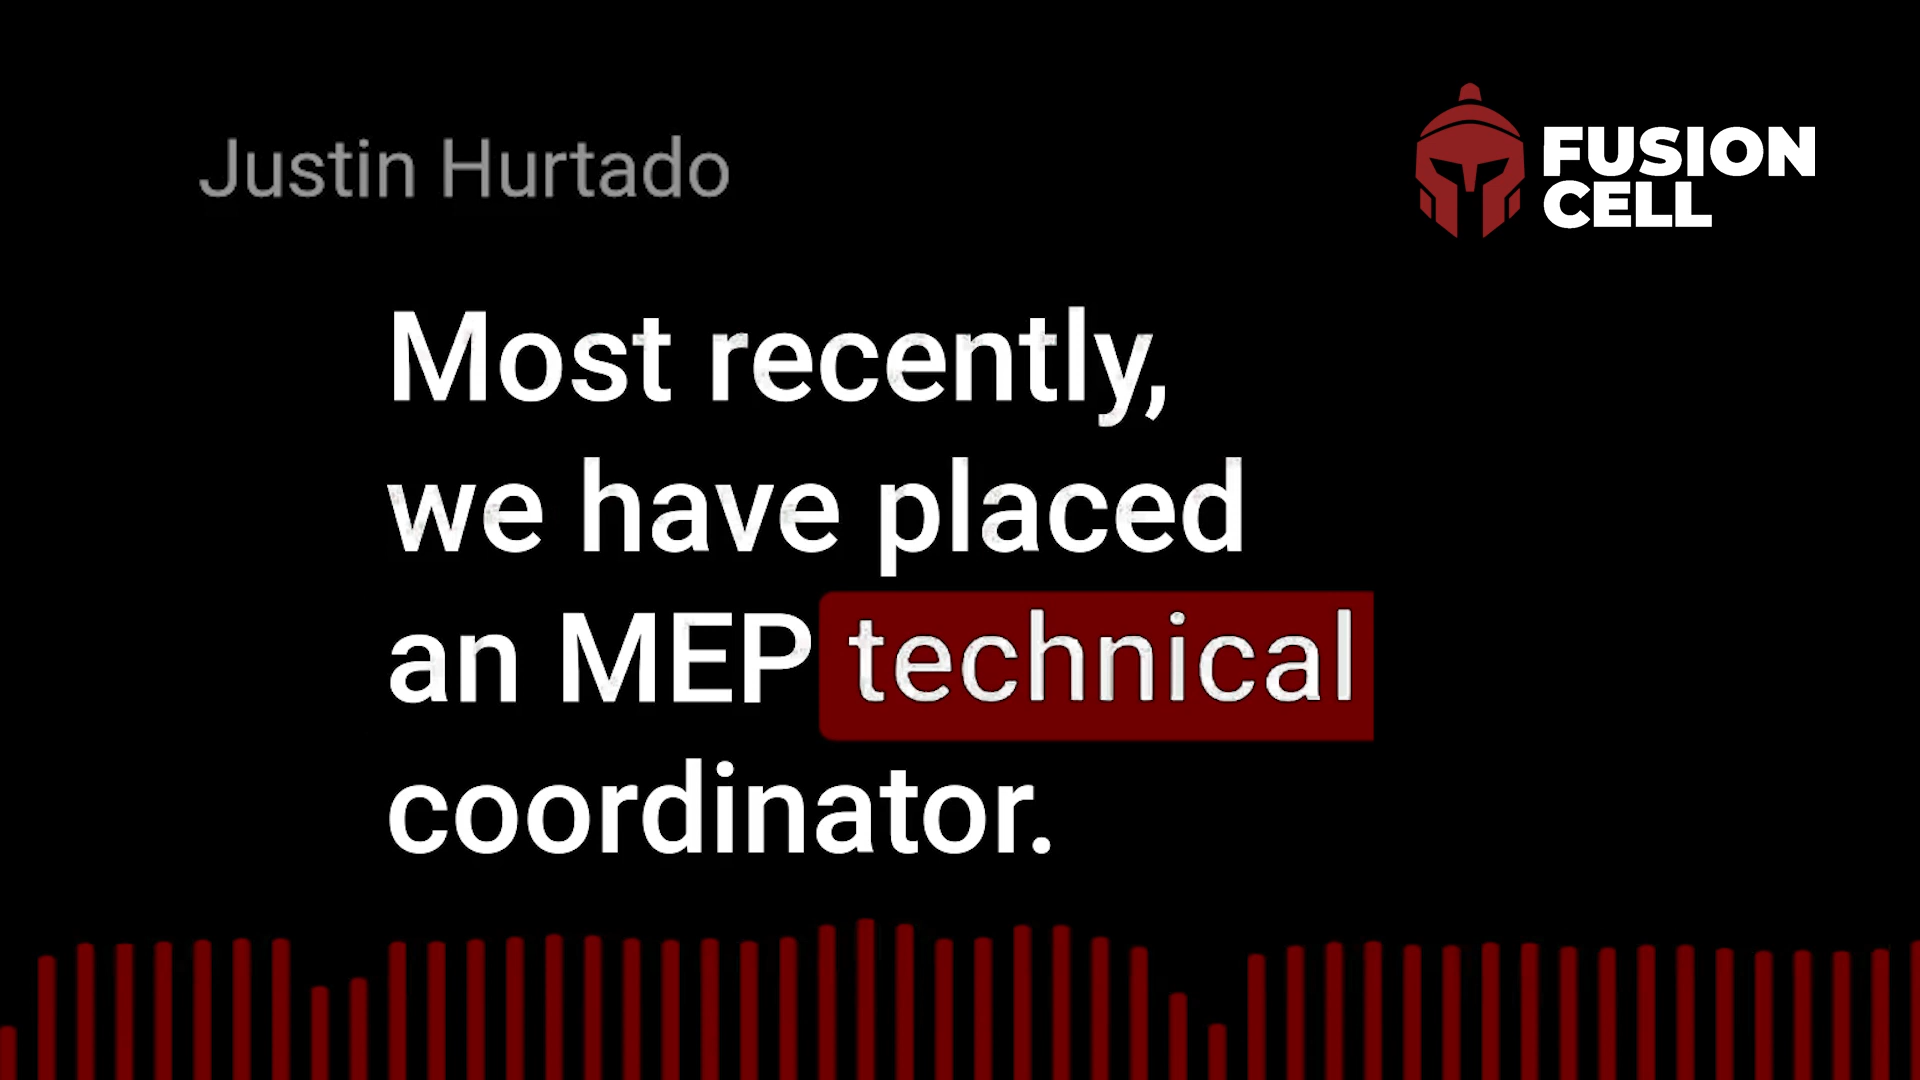 Justin Hurtado
FUSION
CELL
Most recently,
we have placed
an MEP technical
coordinator.